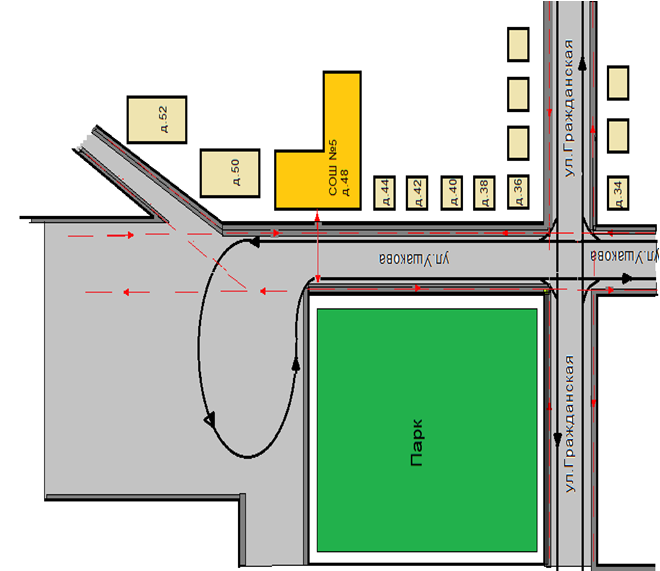 ул.Гражданская
д.52
д.50
СОШ №5
д.48
д.44
д.42
д.40
д.38
д.36
д.34
ул.Ушакова
ул.Ушакова
Парк
ул.Гражданская